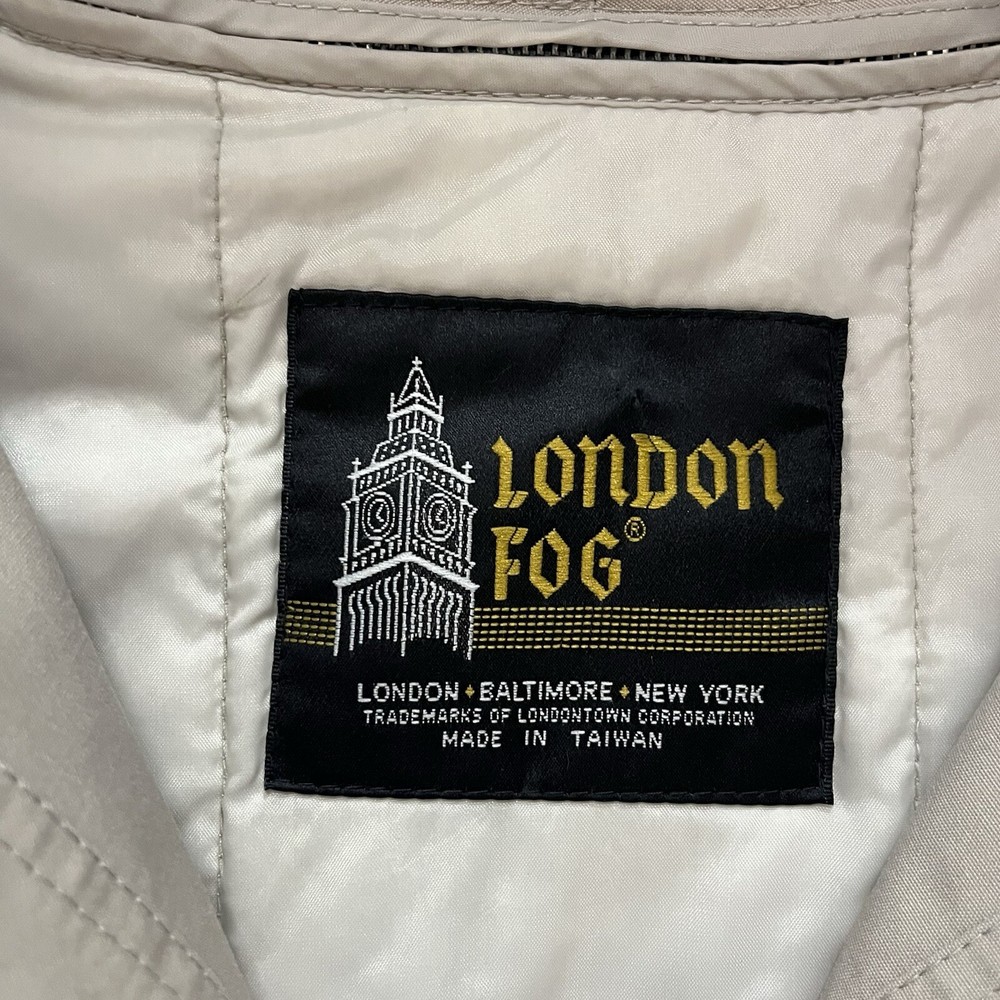 LONDON
FOG®
LONDON ♦ BALTIMORE ♦ NEW YORK
TRADEMARKS OF LONDONTOWN CORPORATION
MADE IN TAIWAN